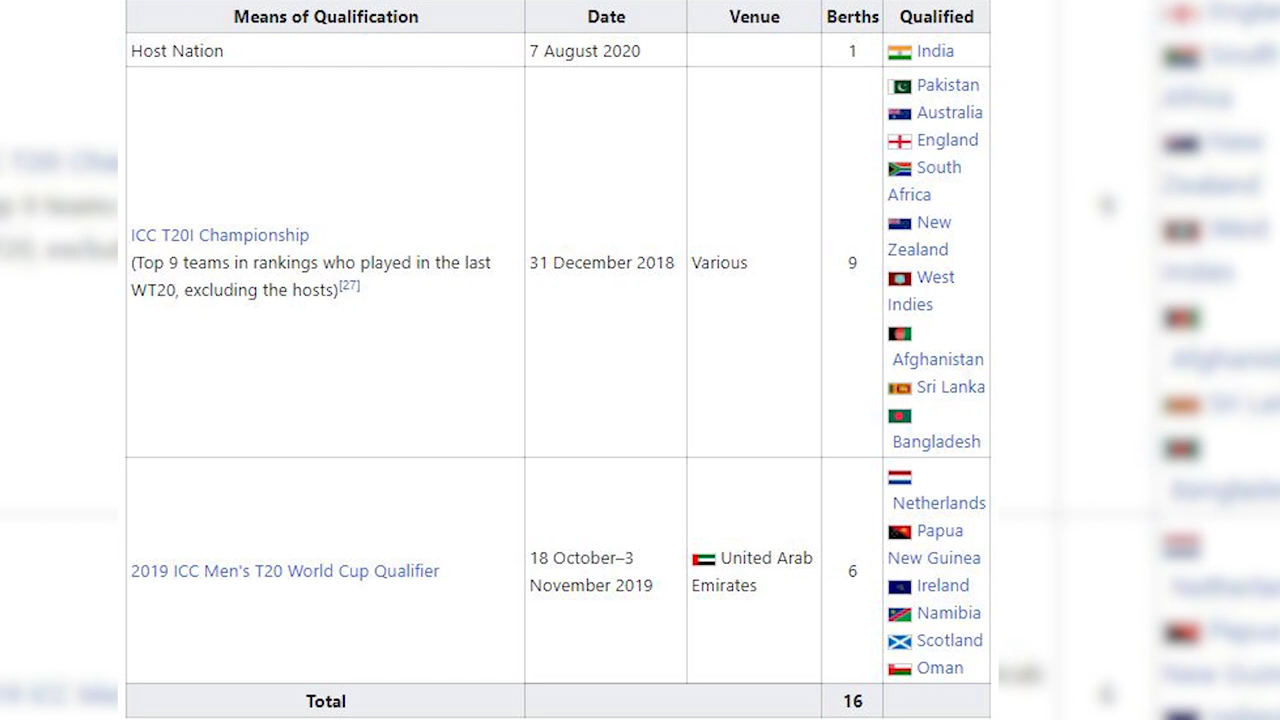 Means of Qualification Date Venue Berths Qualified
Host Nation 7 August 2020 1 India
ICC T20I Championship
(Top 9 teams in rankings who played in the last
WT20, excluding the hosts)[27]
31 December 2018
Various
9
Pakistan
Australia
England
South
Africa
New
Zealand
West
Indies
Afghanistan
Sri Lanka
Bangladesh
2019 ICC Men's T20 World Cup Qualifier
18 October–3
November 2019
United Arab
Emirates
6
Netherlands
Papua
New Guinea
Ireland
Namibia
Scotland
Oman
Total 16